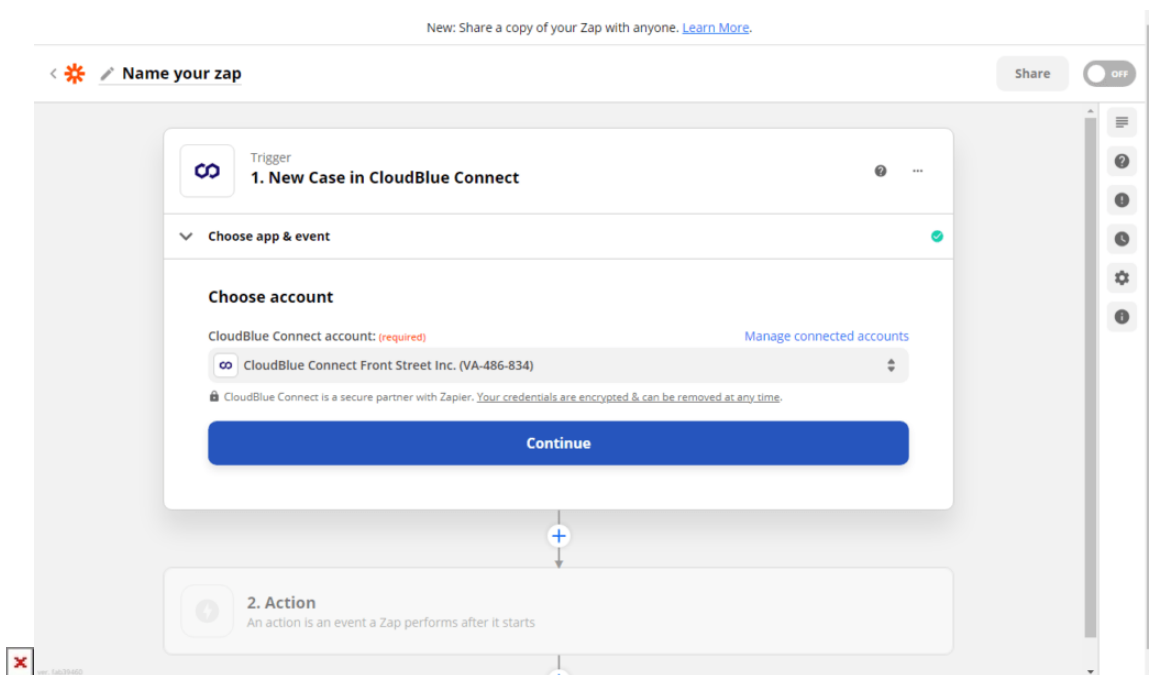 New: Share a copy of your Zap with anyone. Learn More.
Name your zap
Share
OFF
Trigger
1. New Case in CloudBlue Connect
Choose app & event
Choose account
CloudBlue Connect account: (required)
Manage connected accounts
CloudBlue Connect Front Street Inc. (VA-486-834)
CloudBlue Connect is a secure partner with Zapier. Your credentials are encrypted & can be removed at any time.
Continue
2. Action
An action is an event a Zap performs after it starts